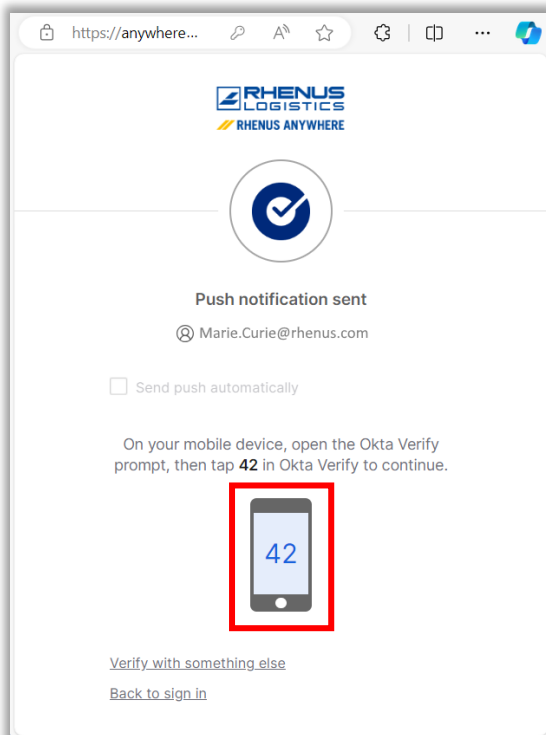 https://anywhere...
RHENUS
LOGISTICS
RHENUS ANYWHERE
Push notification sent
Marie.Curie@rhenus.com
Send push automatically
On your mobile device, open the Okta Verify
prompt, then tap 42 in Okta Verify to continue.
42
Verify with something else
Back to sign in